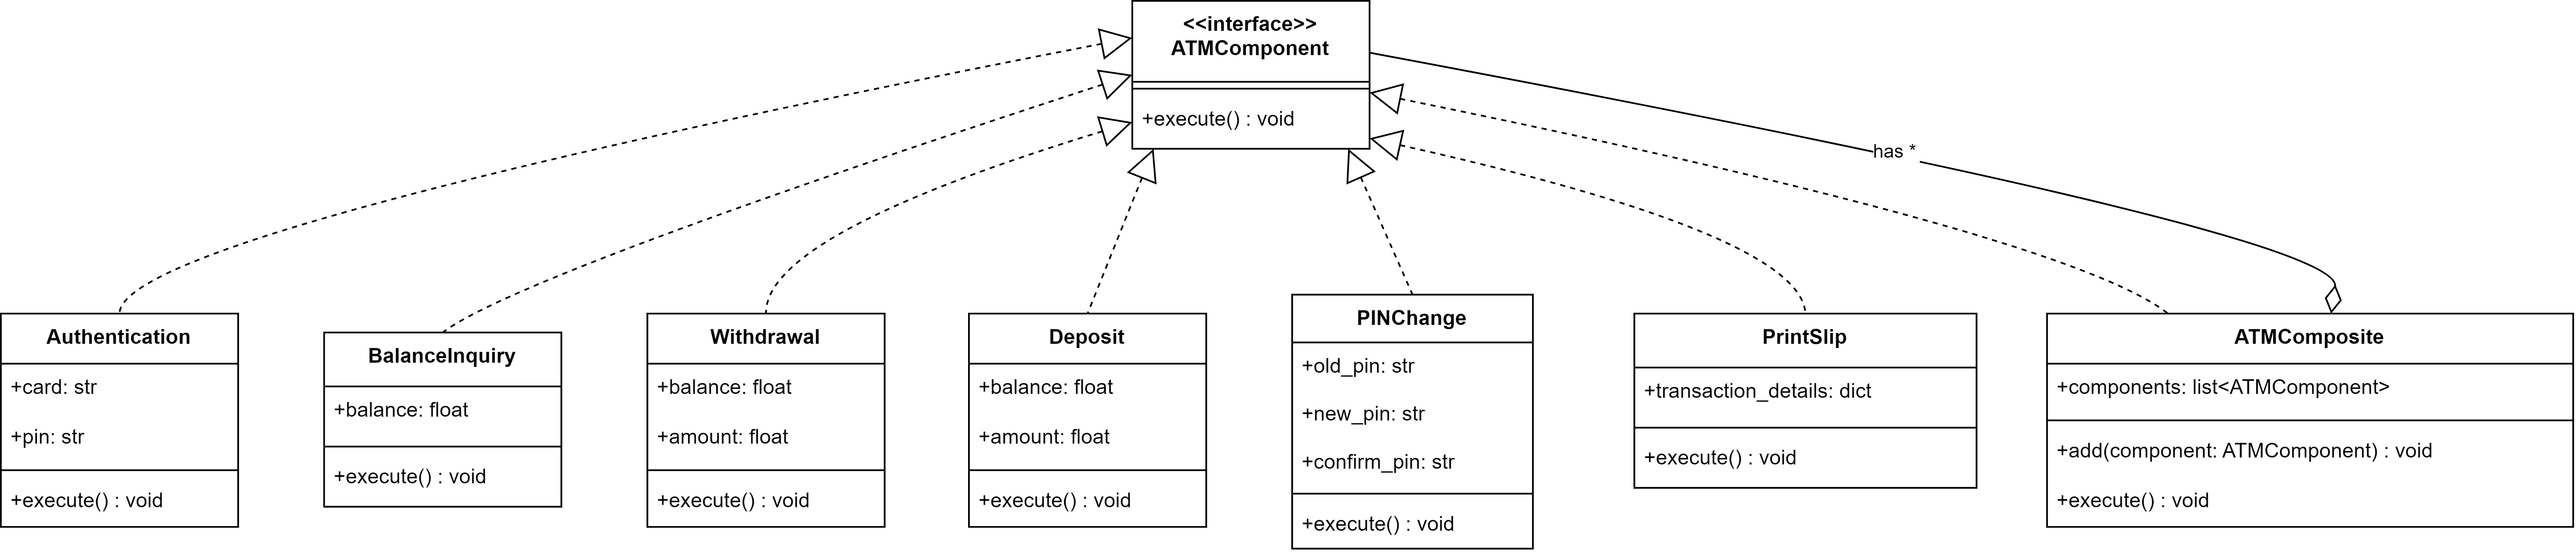 <<interface>>
ATMComponent
+execute() : void
has *
Authentication
+card: str
+pin: str
+execute() : void
BalanceInquiry
+balance: float
+execute() : void
Withdrawal
+balance: float
+amount: float
+execute() : void
Deposit
+balance: float
+amount: float
+execute() : void
PINChange
+old_pin: str
+new_pin: str
+confirm_pin: str
+execute() : void
PrintSlip
+transaction_details: dict
+execute() : void
ATMComposite
+components: list<ATMComponent>
+add(component: ATMComponent) : void
+execute() : void